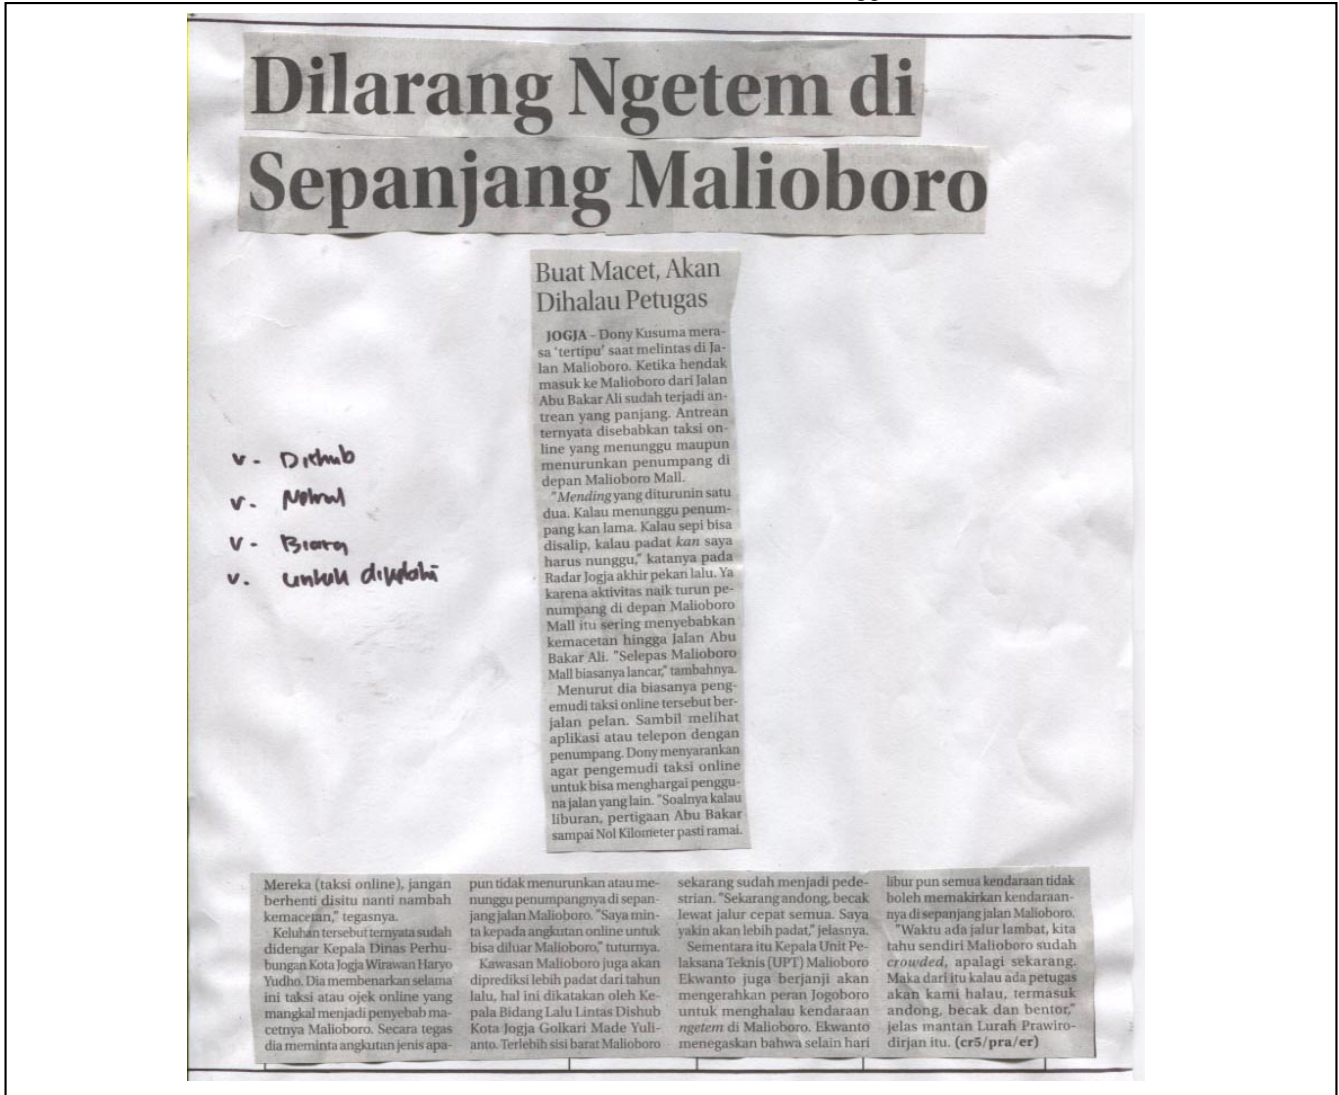 Dilarang Ngetem di
Sepanjang Malioboro
Buat Macet, Akan
Dihalau Petugas
JOGJA - Dony Kusuma mera-
sa 'tertipu' saat melintas di Ja-
lan Malioboro. Ketika hendak
masuk ke Malioboro dari Jalan
Abu Bakar Ali sudah terjadi an-
trean yang panjang. Antrean
ternyata disebabkan taksi on-
line yang menunggu maupun
menurunkan penumpang di
depan Malioboro Mall.
"Mending yang diturunin satu
dua. Kalau menunggu penum-
pang kan lama. Kalau sepi bisa
disalip, kalau padat kan saya
harus nunggu," katanya pada
Radar Jogja akhir pekan lalu. Ya
karena aktivitas naik turun pe-
numpang di depan Malioboro
Mall itu sering menyebabkan
kemacetan hingga Jalan Abu
Bakar Ali. "Selepas Malioboro
Mall biasanya lancar," tambahnya.
Menurut dia biasanya peng-
emudi taksi online tersebut ber-
jalan pelan. Sambil melihat
aplikasi atau telepon dengan
penumpang. Dony menyarankan
agar pengemudi taksi online
untuk bisa menghargai penggu-
na jalan yang lain. "Soalnya kalau
liburan, pertigaan Abu Bakar
sampai Nol Kilometer pasti ramai.
v - Dishub
v - Netral
v -
v - untuk
Mereka (taksi online), jangan
berhenti disitu nanti nambah
kemacetan," tegasnya.
Keluhan tersebut ternyata sudah
didengar Kepala Dinas Perhu-
bungan Kota Jogja Wirawan Haryo
Yudho. Dia membenarkan selama
ini taksi atau ojek online yang
mangkal menjadi penyebab ma-
cetnya Malioboro. Secara tegas
dia meminta angkutan jenis apa-
pun tidak menurunkan atau me-
nunggu penumpangnya di sepan-
jang jalan Malioboro. "Saya min-
ta kepada angkutan online untuk
bisa diluar Malioboro," tuturnya.
Kawasan Malioboro juga akan
diprediksi lebih padat dari tahun
lalu, hal ini dikatakan oleh Ke-
pala Bidang Lalu Lintas Dishub
Kota Jogja Golkari Made Yuli-
anto. Terlebih sisi barat Malioboro
sekarang sudah menjadi pede-
strian. "Sekarang andong, becak
lewat jalur cepat semua. Saya
yakin akan lebih padat," jelasnya.
Sementara itu Kepala Unit Pe-
laksana Teknis (UPT) Malioboro
Ekwanto juga berjanji akan
mengerahkan peran Jogoboro
untuk menghalau kendaraan
ngetem di Malioboro. Ekwanto
menegaskan bahwa selain hari
libur pun semua kendaraan tidak
boleh memakirkan kendaraan-
nya di sepanjang jalan Malioboro.
"Waktu ada jalur lambat, kita
tahu sendiri Malioboro sudah
crowded, apalagi sekarang.
Maka dari itu kalau ada petugas
akan kami halau, termasuk
andong, becak dan bentor,"
jelas mantan Lurah Prawiro-
dirjan itu. (cr5/pra/er)